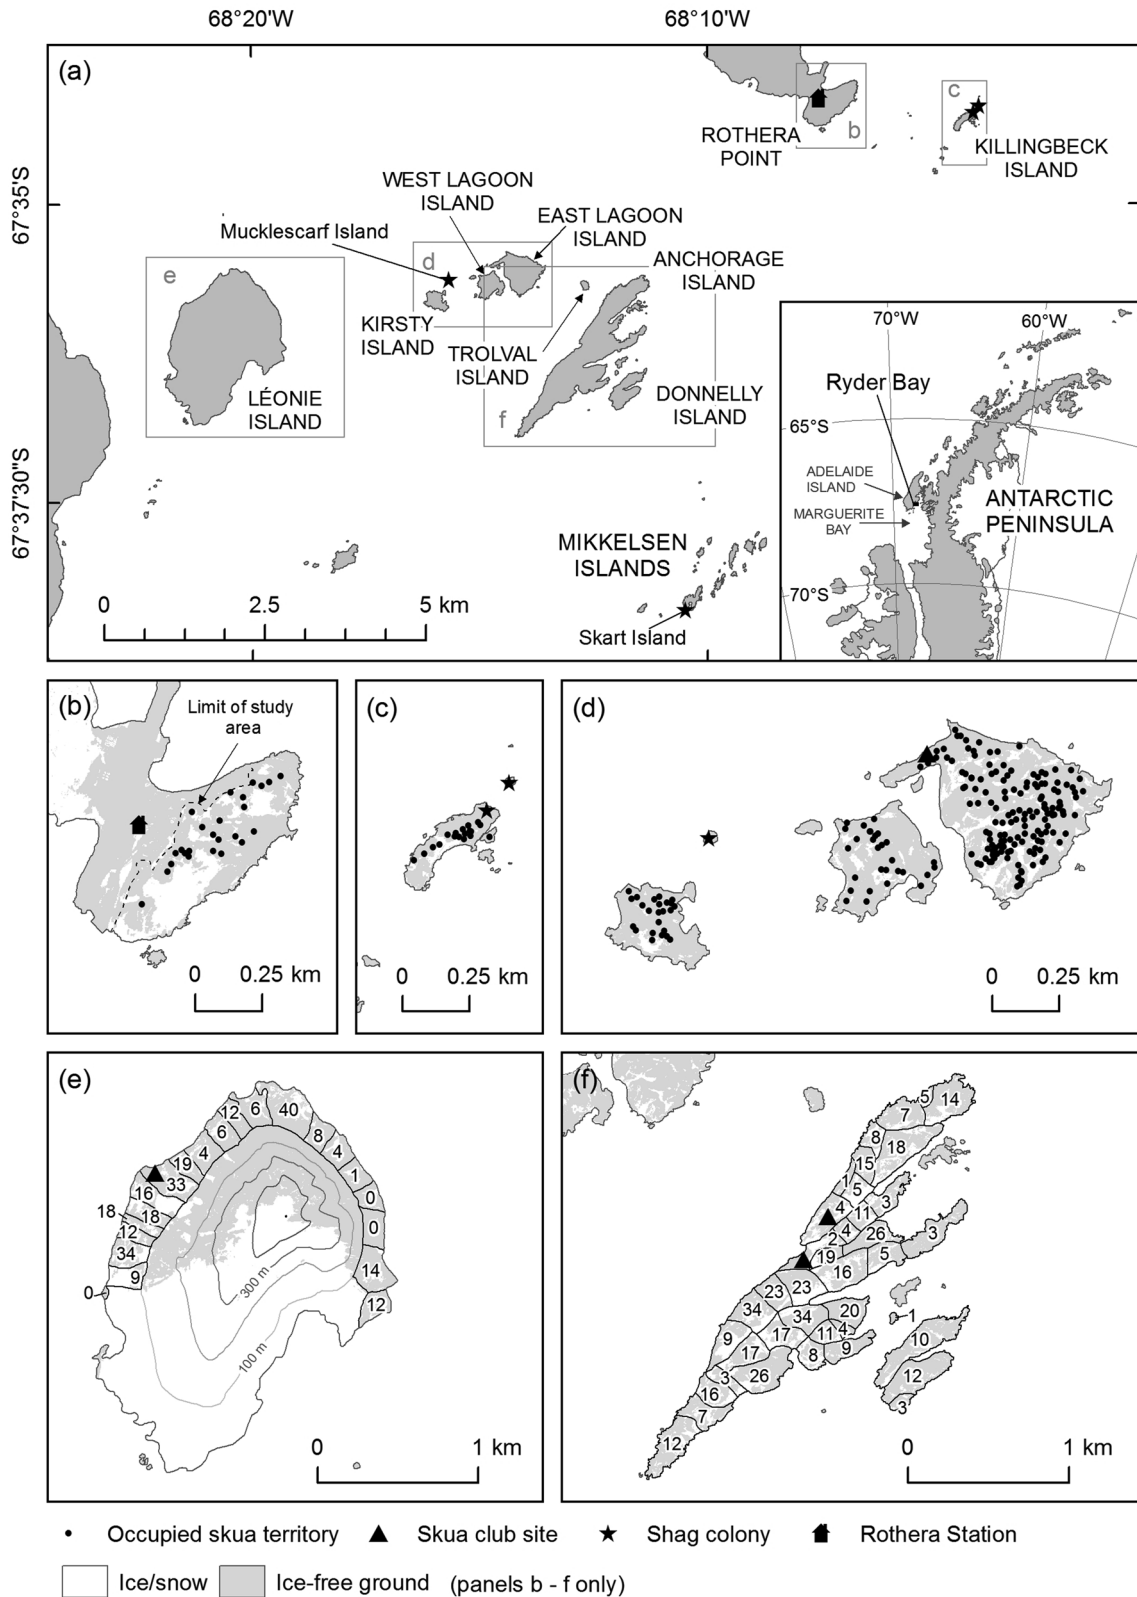 68°20'W
68°10'W
(a)
c
b
ROTHERA
POINT
KILLINGBECK
ISLAND
67°35'S
WEST LAGOON
ISLAND
EAST LAGOON
ISLAND
Mucklescarf Island
d
e
ANCHORAGE
ISLAND
KIRSTY
ISLAND
TROLVAL
ISLAND
LÉONIE
ISLAND
DONNELLY
ISLAND
f
70°W
60°W
Ryder Bay
65°S
ADELAIDE
ISLAND
MARGUERITE
BAY
ANTARCTIC
PENINSULA
70°S
67°37'30"S
MIKKELSEN
ISLANDS
Skart Island
0 2.5 5 km
(b)
Limit of study
area
0 0.25 km
(c)
0 0.25 km
(d)
0 0.25 km
(e)
12 6 40
6 8
4 4
19 33 1
16 0
18 18 0
12
34 14
9
0 12
300 m
100 m
0 1 km
(f)
5 14
7
8 18
15
1 5 3
4 11
4 26 3
2
19 5
16
23 23
34 34 20
1
9 17 11 4 10
17 8 9
3 26 12
16 3
7
12
0 1 km
Occupied skua territory
Skua club site
Shag colony
Rothera Station
Ice/snow
Ice-free ground
(panels b - f only)